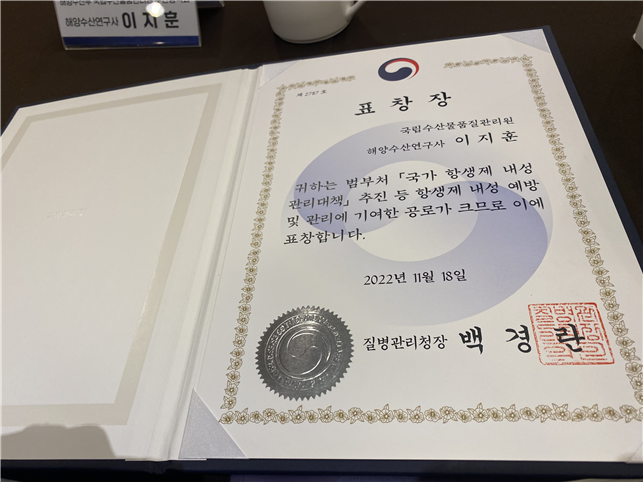 해양수산연구사 이지훈
제 2787 호
표 창 장
국립수산물품질관리원
해양수산연구사 이 지 훈
귀하는 범부처 「국가 항생제 내성
관리대책」 추진 등 항생제 내성 예방
및 관리에 기여한 공로가 크므로 이에
표창합니다.
2022년 11월 18일
질병관리청장 백 경 란